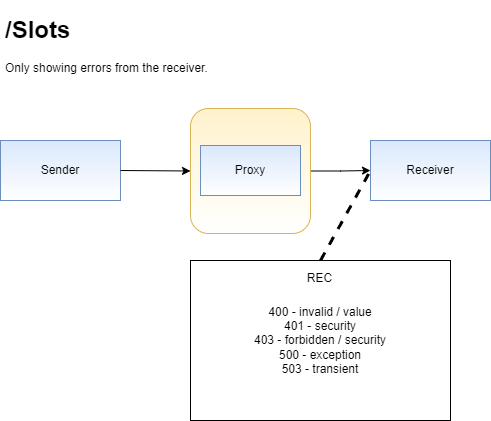 /Slots
Only showing errors from the receiver.
Sender
Proxy
Receiver
REC
400 - invalid / value
401 - security
403 - forbidden / security
500 - exception
503 - transient